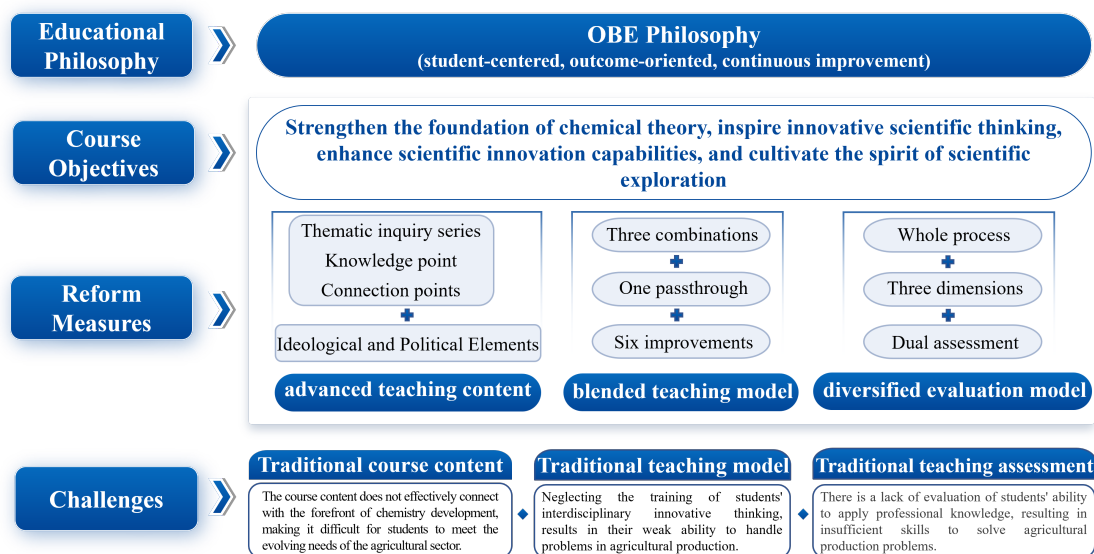 Educational
Philosophy
OBE Philosophy
(student-centered, outcome-oriented, continuous improvement)
Course
Objectives
Strengthen the foundation of chemical theory, inspire innovative scientific thinking,
enhance scientific innovation capabilities, and cultivate the spirit of scientific
exploration
Reform
Measures
Thematic inquiry series
Knowledge point
Connection points
Ideological and Political Elements
advanced teaching content
Three combinations
One passthrough
Six improvements
blended teaching model
Whole process
Three dimensions
Dual assessment
diversified evaluation model
Challenges
Traditional course content
The course content does not effectively connect
with the forefront of chemistry development,
making it difficult for students to meet the
evolving needs of the agricultural sector.
Traditional teaching model
Neglecting the training of students'
interdisciplinary innovative thinking,
results in their weak ability to handle
problems in agricultural production.
Traditional teaching assessment
There is a lack of evaluation of students' ability
to apply professional knowledge, resulting in
insufficient skills to solve agricultural
production problems.